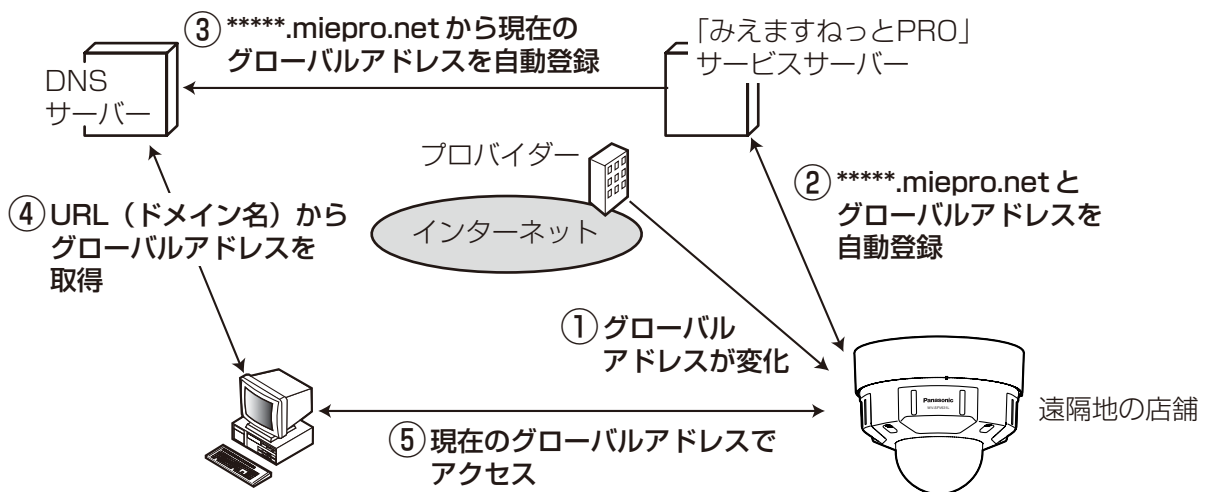 ③*****.miepro.net から現在の
グローバルアドレスを自動登録
「みえますねっとPRO」
サービスサーバー
DNS
サーバー
プロバイダー
インターネット
②*****.miepro.net と
グローバルアドレスを
自動登録
④URL（ドメイン名）から
グローバルアドレスを
取得
①グローバル
アドレスが変化
Panasonic
遠隔地の店舗
⑤現在のグローバルアドレスで
アクセス